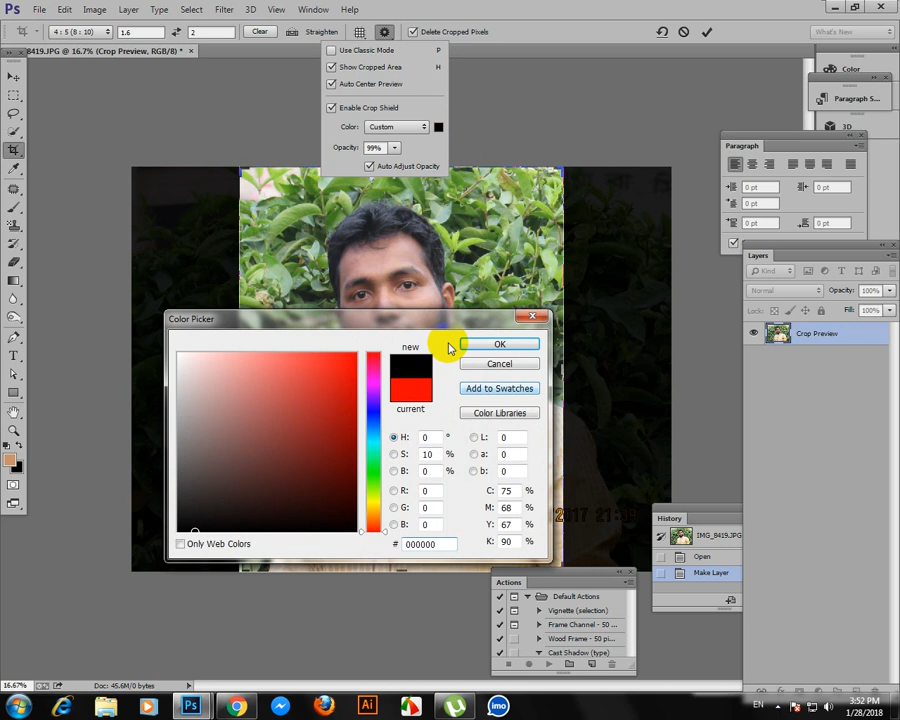 Ps File Edit Image Layer Type Select Filter 3D View Window Help
4 : 5 (8 : 10) 1.6 2 Clear Straighten Delete Cropped Pixels What's New
_8419.JPG @ 16.7% (Crop Preview, RGB/8) * ×
Use Classic Mode P
Show Cropped Area H
Auto Center Preview
Enable Crop Shield
Color: Custom
Opacity: 99%
Auto Adjust Opacity
Color
Paragraph S...
3D
Paragraph
0 pt 0 pt
0 pt
0 pt 0 pt
Layers
Kind
Normal Opacity: 100%
Lock: Fill: 100%
Crop Preview
Color Picker
new
current
OK
Cancel
Add to Swatches
Color Libraries
H: 0 ° L: 0
S: 10 % a: 0
B: 0 % b: 0
R: 0 C: 75 %
G: 0 M: 68 %
B: 0 Y: 67 %
# 000000 K: 90 %
Only Web Colors
2017 21:
History
IMG_8419.JPG
Open
Make Layer
Actions
Default Actions
Vignette (selection)
Frame Channel - 50 ...
Wood Frame - 50 pi...
Cast Shadow (type)
16.67% Doc: 45.6M/0 bytes
Ps Ai imo EN 3:52 PM
1/28/2018